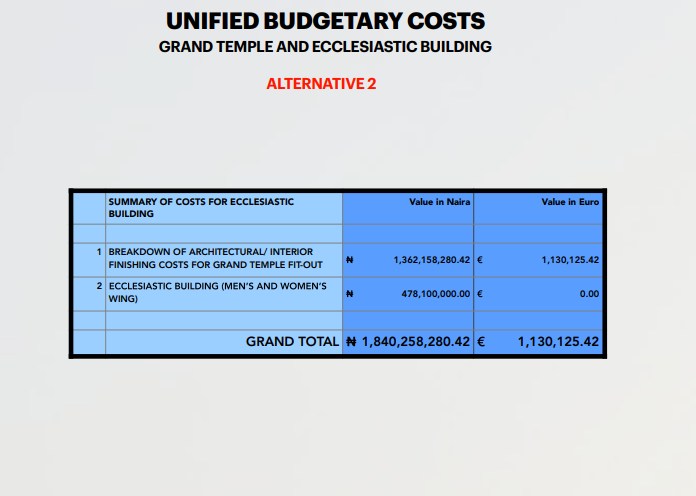 UNIFIED BUDGETARY COSTS
GRAND TEMPLE AND ECCLESIASTIC BUILDING
ALTERNATIVE 2
SUMMARY OF COSTS FOR ECCLESIASTIC BUILDING Value in Naira Value in Euro
1 BREAKDOWN OF ARCHITECTURAL/ INTERIOR
FINISHING COSTS FOR GRAND TEMPLE FIT-OUT ₦ 1,362,158,280.42 € 1,130,125.42
2 ECCLESIASTIC BUILDING (MEN'S AND WOMEN'S
WING) ₦ 478,100,000.00 € 0.00
GRAND TOTAL ₦ 1,840,258,280.42 € 1,130,125.42